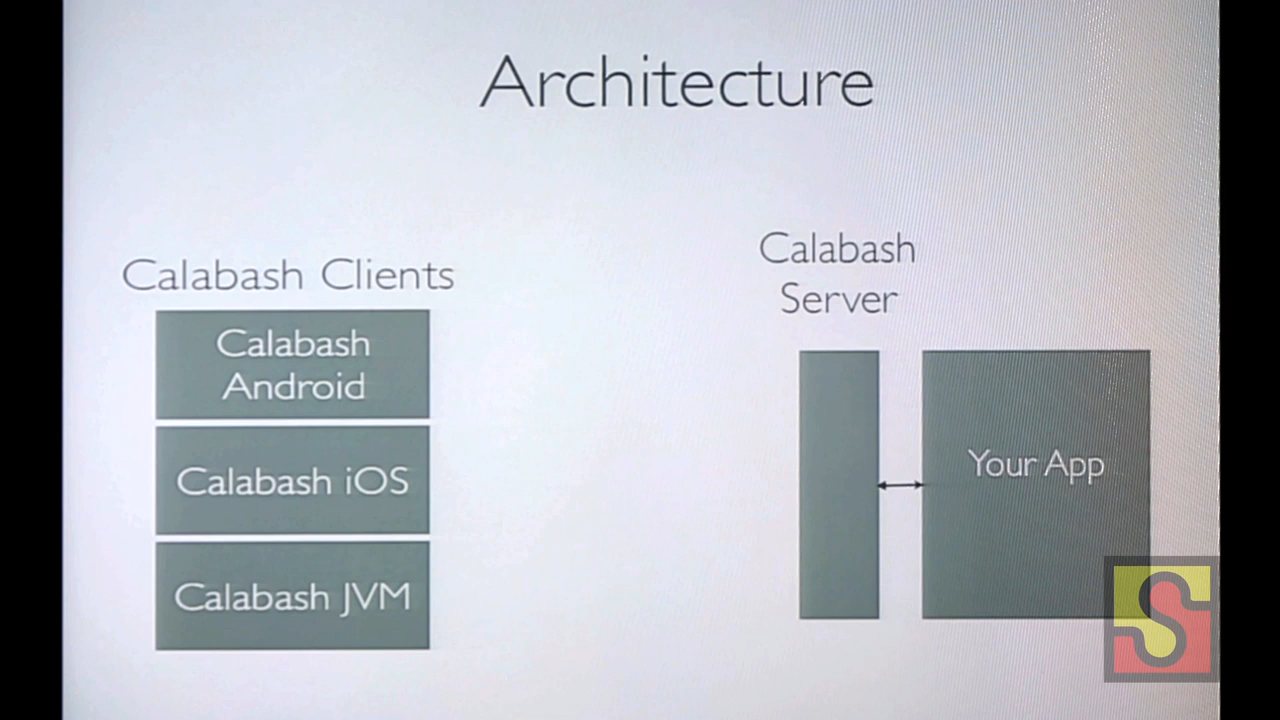 Architecture
Calabash Clients
Calabash
Android
Calabash iOS
Calabash JVM
Calabash
Server
Your App
S